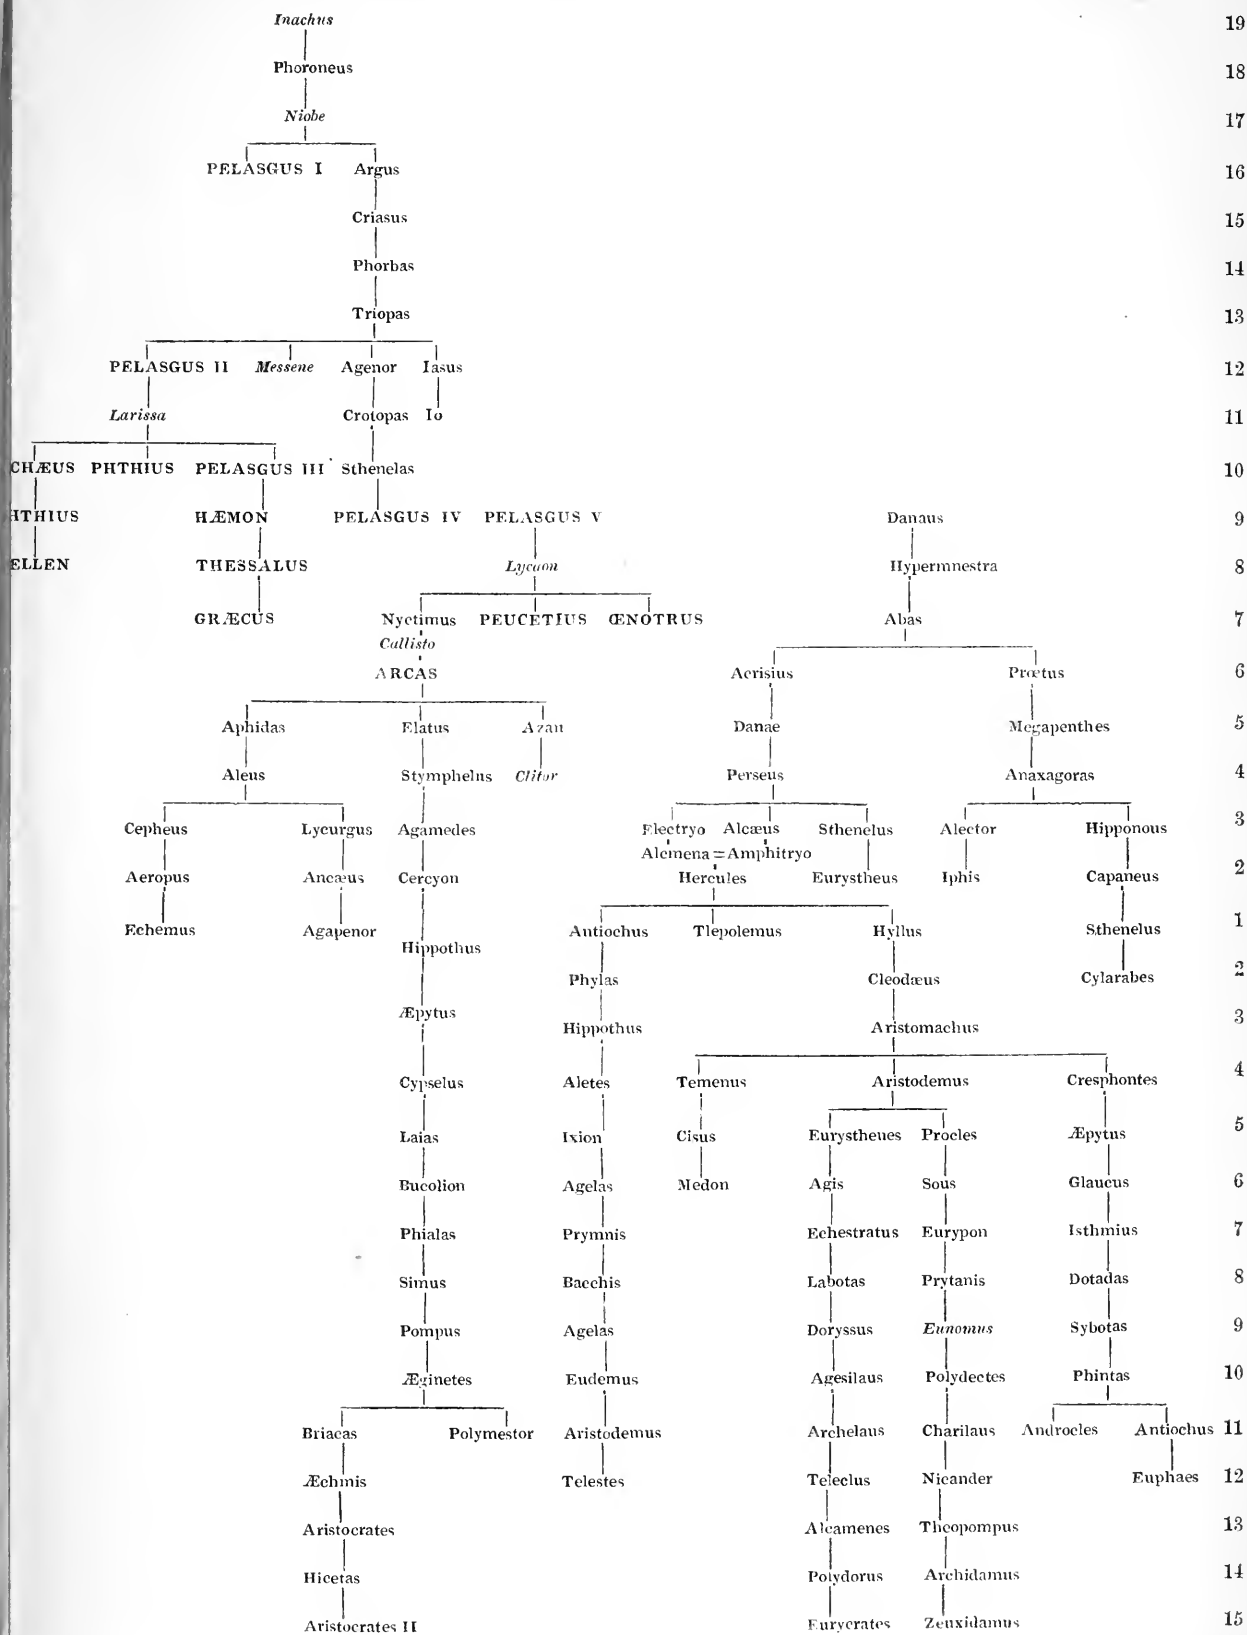 Inachus 19
Phoroneus 18
Niobe 17
PELASGUS I Argus 16
Criasus 15
Phorbas 14
Triopas 13
PELASGUS II Messene Agenor Iasus 12
Larissa Crotopas Io 11
CHÆUS PHTHIUS PELASGUS III Sthenelas 10
HTHIUS HÆMON PELASGUS IV PELASGUS V Danaus 9
ELLEN THESSALUS Lycaon Hypermnestra 8
GRÆCUS Nyctimus PEUCETIUS ŒNOTRUS Abas 7
Callisto
ARCAS Acrisius Prœtus 6
Aphidas Elatus Azan Danae Megapenthes 5
Aleus Stymphelus Clitor Perseus Anaxagoras 4
Cepheus Lycurgus Agamedes Electryo Alcæus Sthenelus Alector Hipponous 3
Alcmena = Amphitryo
Aeropus Ancæus Cercyon Hercules Eurystheus Iphis Capaneus 2
Echemus Agapenor Antiochus Tlepolemus Hyllus Sthenelus 1
Hippothus
Phylas Cleodæus Cylarabes 2
Æpytus Hippothus Aristomachus 3
Cypselus Aletes Temenus Aristodemus Cresphontes 4
Laias Ixion Cisus Eurysthenes Procles Æpytus 5
Bucolion Agelas Medon Agis Sous Glaucus 6
Phialas Prymnis Echestratus Eurypon Isthmius 7
Simus Bacchis Labotas Prytanis Dotadas 8
Pompus Agelas Doryssus Eunomus Sybotas 9
Æginetes Eudemus Agesilaus Polydectes Phintas 10
Briacas Polymestor Aristodemus Archelaus Charilaus Androcles Antiochus 11
Æchmis Telestes Teleclus Nicander Euphaes 12
Aristocrates Alcamenes Theopompus 13
Hicetas Polydorus Archidamus 14
Aristocrates II Eurycrates Zeuxidamus 15